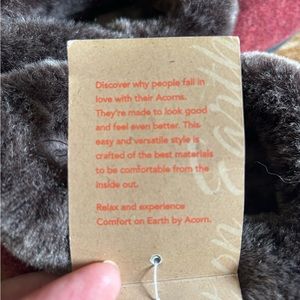 Discover why people fall in
love with their Acorns.
They're made to look good
and feel even better. This
easy and versatile style is
crafted of the best materials
to be comfortable from the
inside out.
Relax and experience
Comfort on Earth by Acorn.